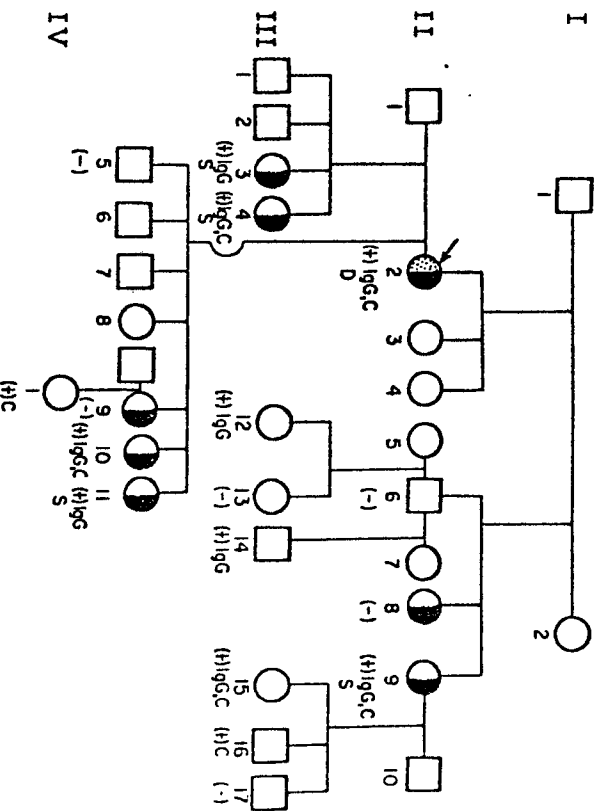 I
1 2
II
1 2 3 4 5 6 7 8 9 10
(+) IgG,C (-) (-) (+)IgG,C
D S
III
1 2 3 4 12 13 14 15 16 17
(+)IgG (+)IgG,C (+)IgG (-) (+)IgG (+)IgG,C (+)C (-)
S S
5 6 7 8 9 10 11
(-) (-) (+)IgG,C (+)IgG
S
IV
1
(+)C